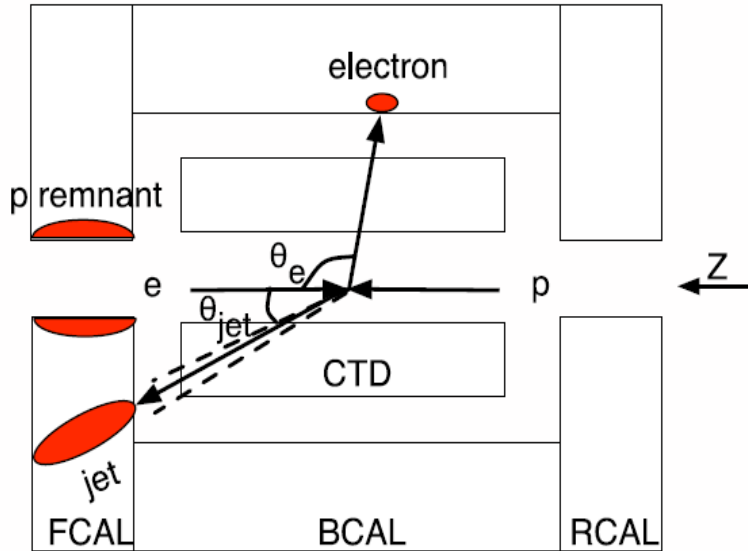 electron
p remnant
θe
e
p
Z
θjet
CTD
jet
FCAL
BCAL
RCAL